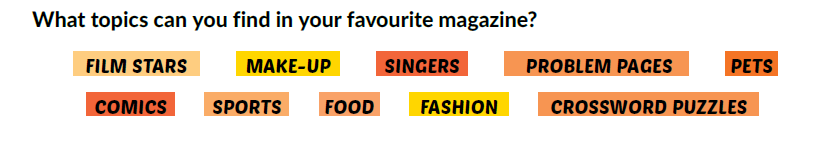 What topics can you find in your favourite magazine?
FILM STARS MAKE-UP SINGERS PROBLEM PAGES PETS
COMICS SPORTS FOOD FASHION CROSSWORD PUZZLES